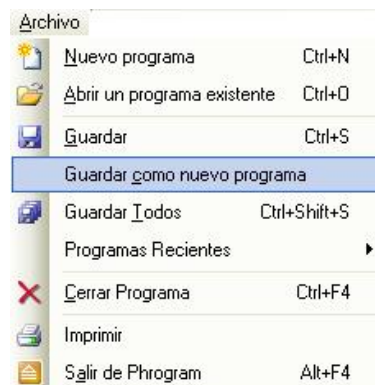 Archivo
Nuevo programa Ctrl+N
Abrir un programa existente Ctrl+O
Guardar Ctrl+S
Guardar como nuevo programa
Guardar Todos Ctrl+Shift+S
Programas Recientes
Cerrar Programa Ctrl+F4
Imprimir
Salir de Phrogram Alt+F4